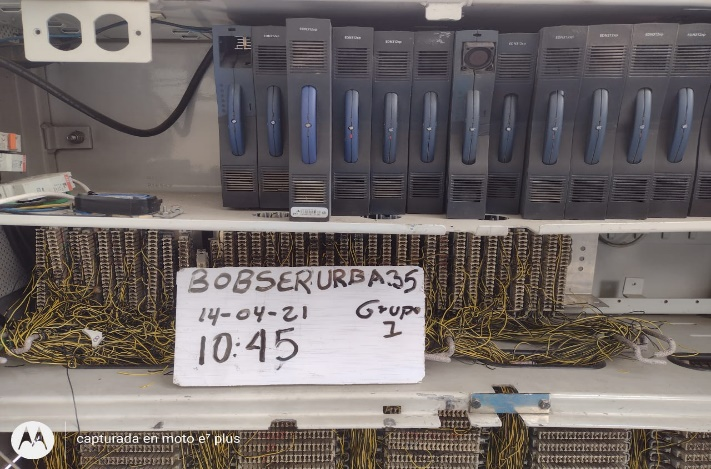 BOBSERURBA35
14-04-21 Grupo
1
10:45
capturada en moto e⁷ plus